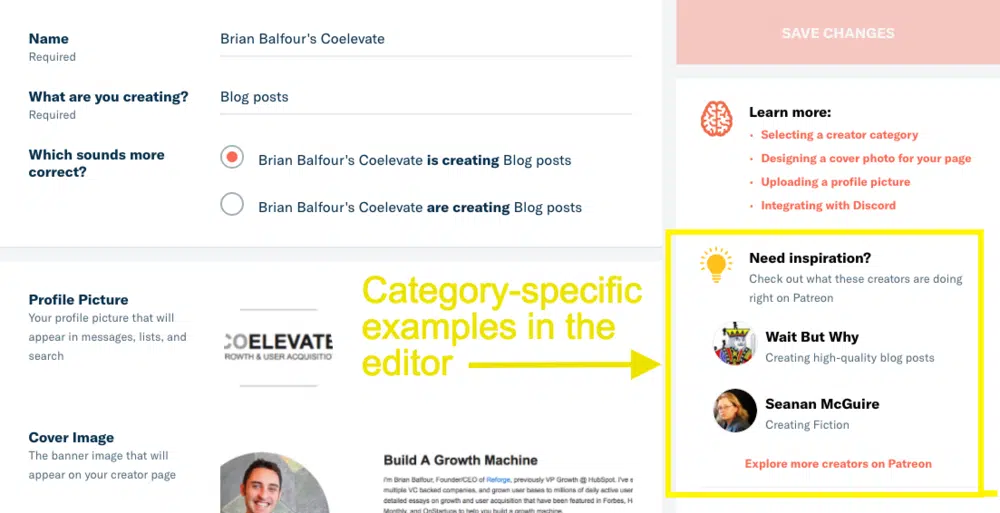 Name
Required
Brian Balfour's Coelevate
What are you creating?
Required
Blog posts
Which sounds more
correct?
Brian Balfour's Coelevate is creating Blog posts
Brian Balfour's Coelevate are creating Blog posts
Profile Picture
Your profile picture that will
appear in messages, lists, and
search
COELEVATE
GROWTH & USER ACQUISITIO
Category-specific
examples in the
editor
Cover Image
The banner image that will
appear on your creator page
Build A Growth Machine
I'm Brian Balfour, Founder/CEO of Reforge, previously VP Growth @ HubSpot. I've s
multiple VC backed companies, and grown user bases to millions of daily active user
detailed essays on growth and user acquisition that have been featured in Forbes, H
Monthly, and OnStartups to help you build a growth machine.
SAVE CHANGES
Learn more:
• Selecting a creator category
• Designing a cover photo for your page
• Uploading a profile picture
• Integrating with Discord
Need inspiration?
Check out what these creators are doing
right on Patreon
Wait But Why
Creating high-quality blog posts
Seanan McGuire
Creating Fiction
Explore more creators on Patreon